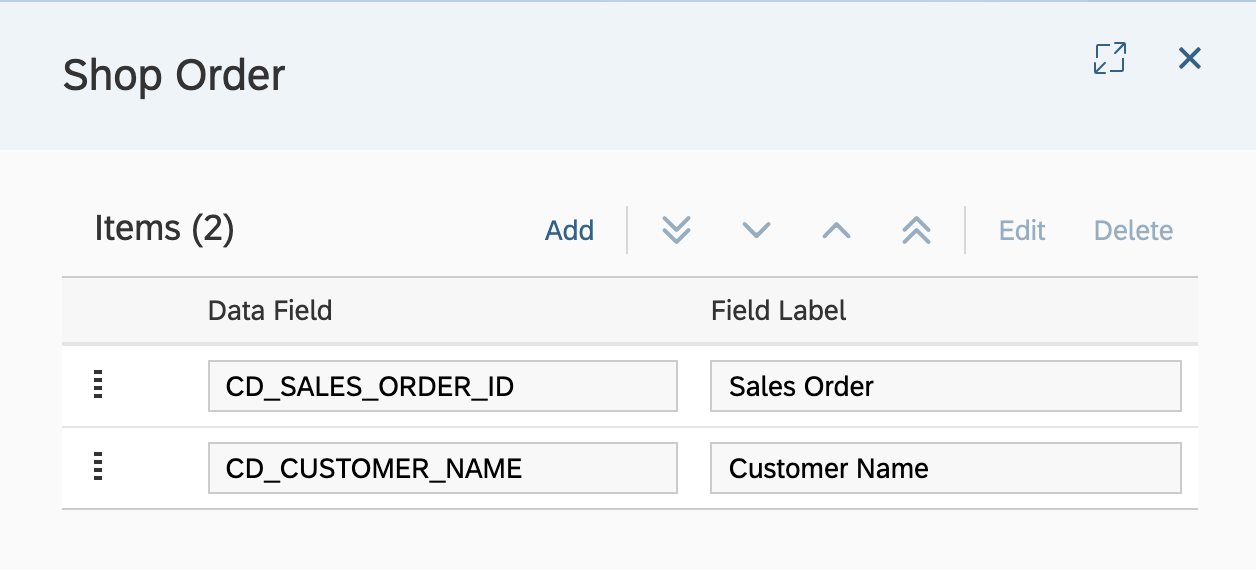 Shop Order
Items (2) Add Edit Delete
Data Field Field Label
CD_SALES_ORDER_ID Sales Order
CD_CUSTOMER_NAME Customer Name